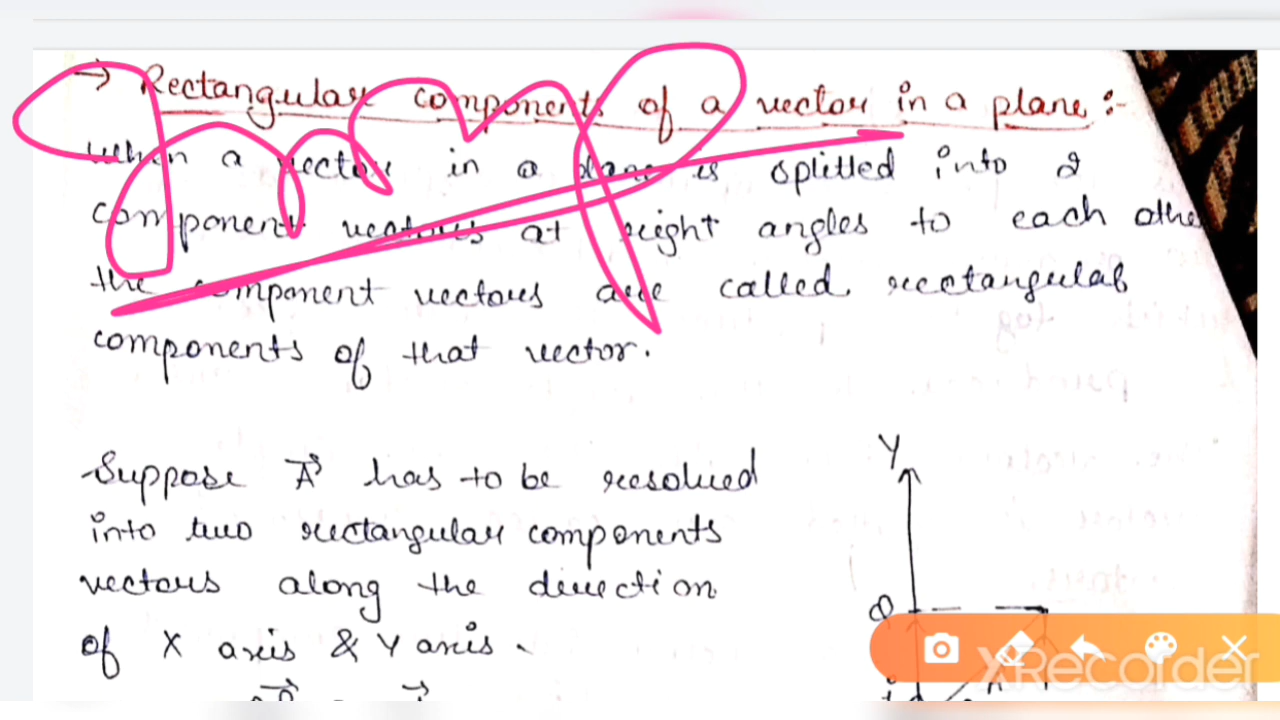 → Rectangular components of a vector in a plane :-
When a vector in a plane is splitted into 2
component vectors at right angles to each othe
the component vectors are called rectangular
components of that vector.
Suppose A has to be resolved
into two rectangular components
vectors along the direction
of X axis & Y axis.
Y
XRecorder